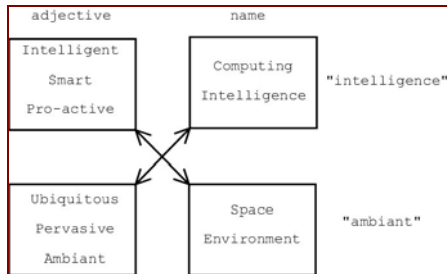 adjective
name
Intelligent
Smart
Pro-active
Computing
Intelligence
"intelligence"
Ubiquitous
Pervasive
Ambiant
Space
Environment
"ambiant"